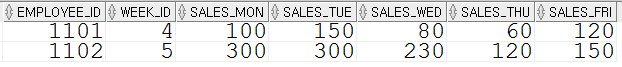 EMPLOYEE_ID WEEK_ID SALES_MON SALES_TUE SALES_WED SALES_THU SALES_FRI
1101 4 100 150 80 60 120
1102 5 300 300 230 120 150